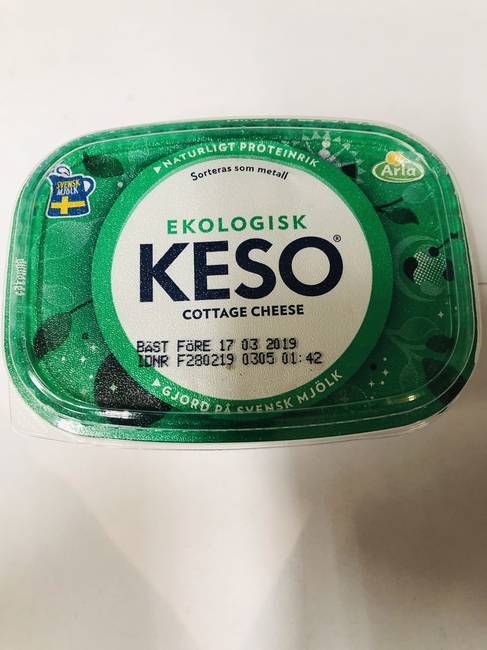 NATURLIGT PROTEINRIK
Sorteras som metall
Arla
SVENSK
MJÖLK
EKOLOGISK
KESO®
COTTAGE CHEESE
BÄST FÖRE 17 03 2019
IDNR F280219 0305 01:42
GJORD PÅ SVENSK MJÖLK